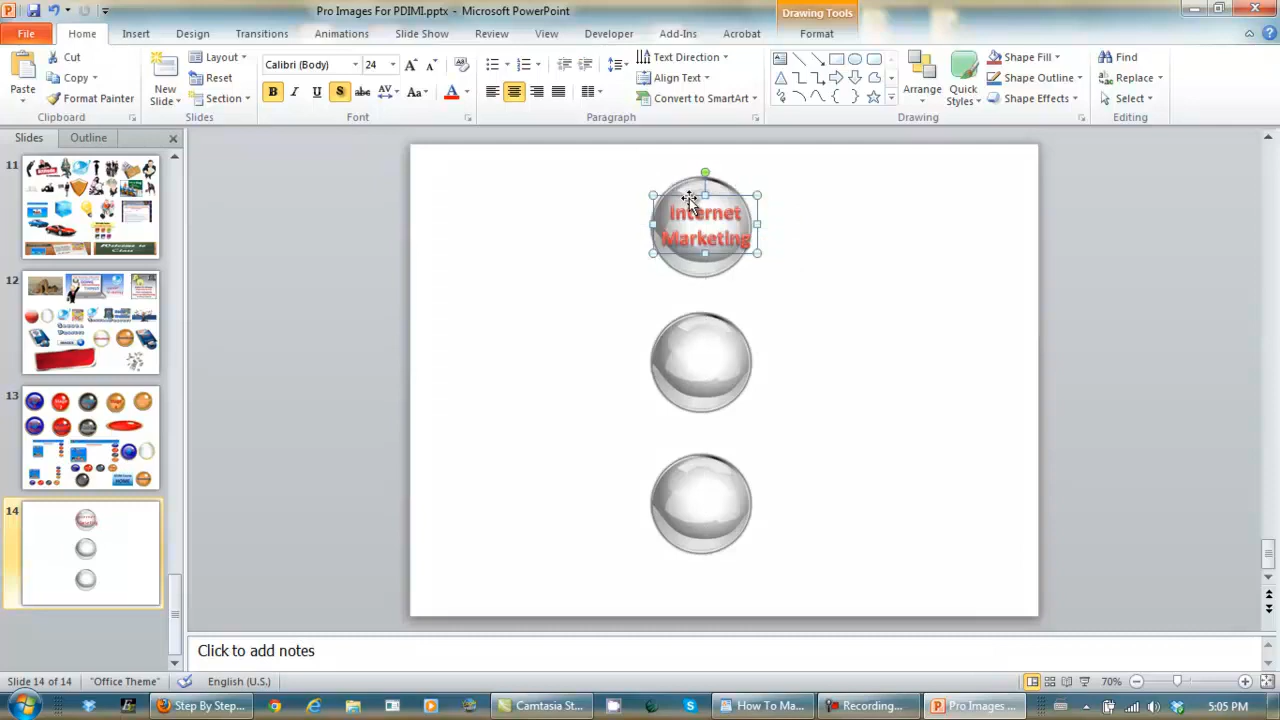 Pro Images For PDIMI.pptx - Microsoft PowerPoint
Drawing Tools
File Home Insert Design Transitions Animations Slide Show Review View Developer Add-Ins Acrobat Format
Paste
Cut
Copy
Format Painter
Clipboard
New
Slide
Layout
Reset
Section
Slides
Calibri (Body) 24
B I U S abc AV Aa A
Font
Text Direction
Align Text
Convert to SmartArt
Paragraph
Arrange
Quick
Styles
Shape Fill
Shape Outline
Shape Effects
Drawing
Find
Replace
Select
Editing
Slides Outline
11
12
13
14
Internet
Marketing
Click to add notes
Slide 14 of 14 "Office Theme" English (U.S.) 70%
Step By Step... Camtasia St... How To Ma... Recording... Pro Images ... 5:05 PM